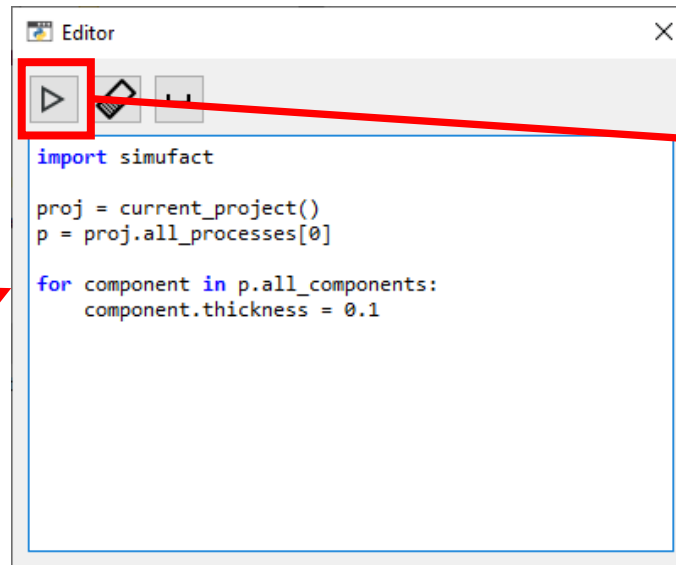 Editor
import simufact
proj = current_project()
p = proj.all_processes[0]
for component in p.all_components:
    component.thickness = 0.1